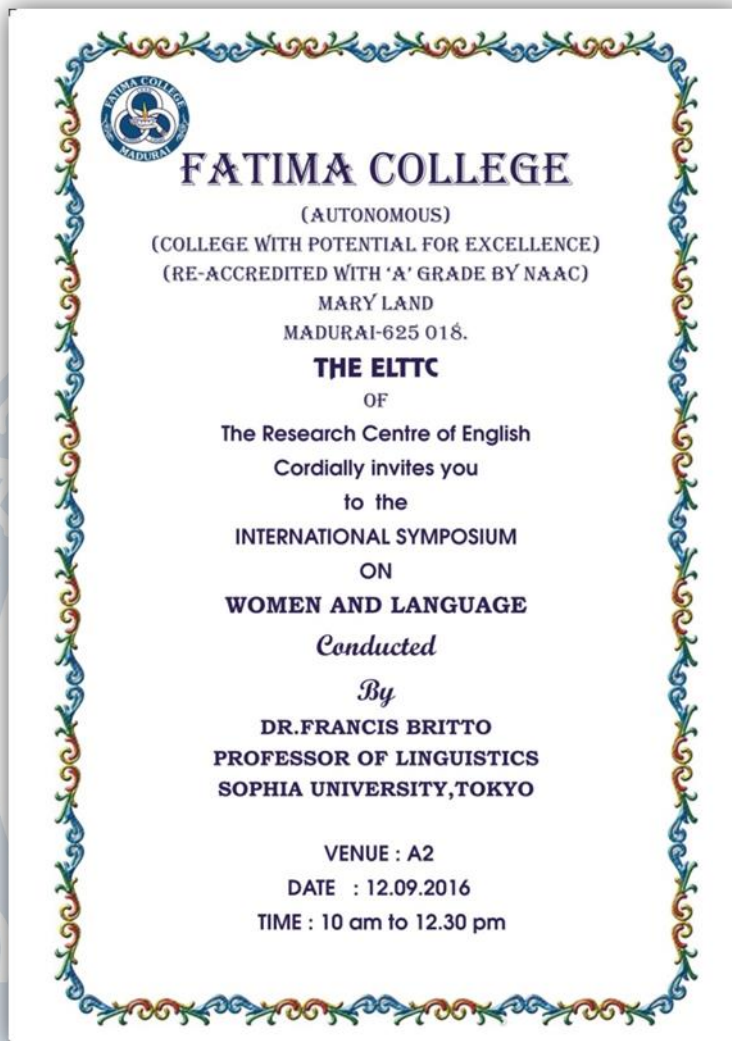 FATIMA COLLEGE
MADURAI
FATIMA COLLEGE
(AUTONOMOUS)
(COLLEGE WITH POTENTIAL FOR EXCELLENCE)
(RE-ACCREDITED WITH ‘A’ GRADE BY NAAC)
MARY LAND
MADURAI-625 018.
THE ELTTC
OF
The Research Centre of English
Cordially invites you
to the
INTERNATIONAL SYMPOSIUM
ON
WOMEN AND LANGUAGE
Conducted
By
DR.FRANCIS BRITTO
PROFESSOR OF LINGUISTICS
SOPHIA UNIVERSITY,TOKYO
VENUE : A2
DATE : 12.09.2016
TIME : 10 am to 12.30 pm